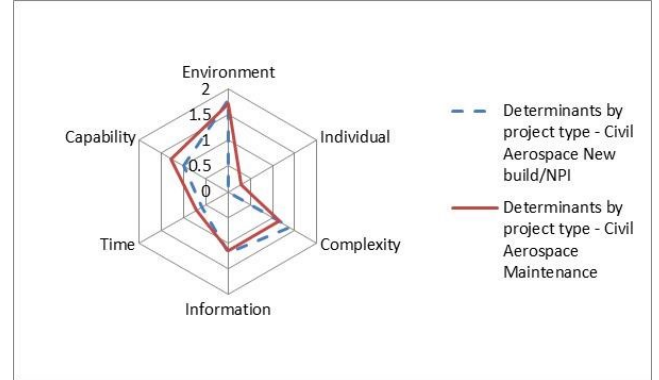 Environment
2
1.5
1
0.5
0
Capability
Individual
Time
Complexity
Information
Determinants by
project type - Civil
Aerospace New
build/NPI
Determinants by
project type - Civil
Aerospace
Maintenance